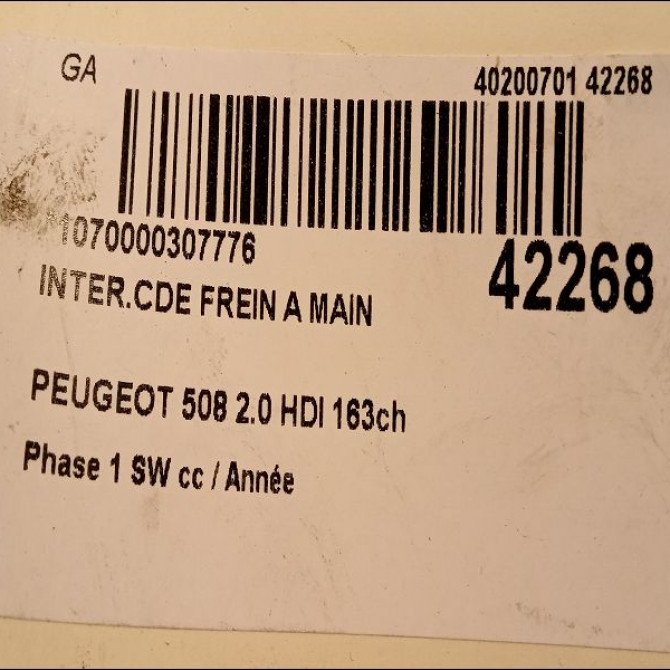 GA
40200701 42268
*1070000307776
42268
INTER.CDE FREIN A MAIN
PEUGEOT 508 2.0 HDI 163ch
Phase 1 SW cc / Année